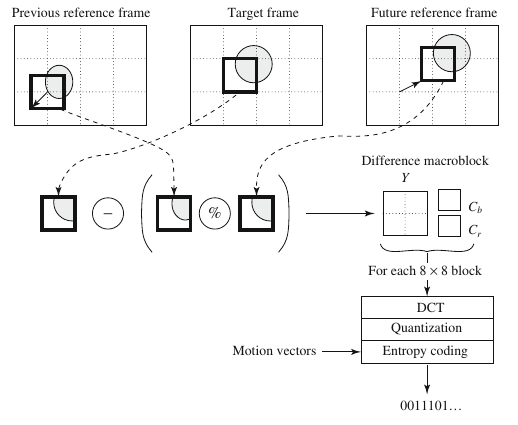 Previous reference frame
Target frame
Future reference frame
Difference macroblock
Y
C_b
C_r
−
%
For each 8 × 8 block
DCT
Quantization
Motion vectors
Entropy coding
0011101…